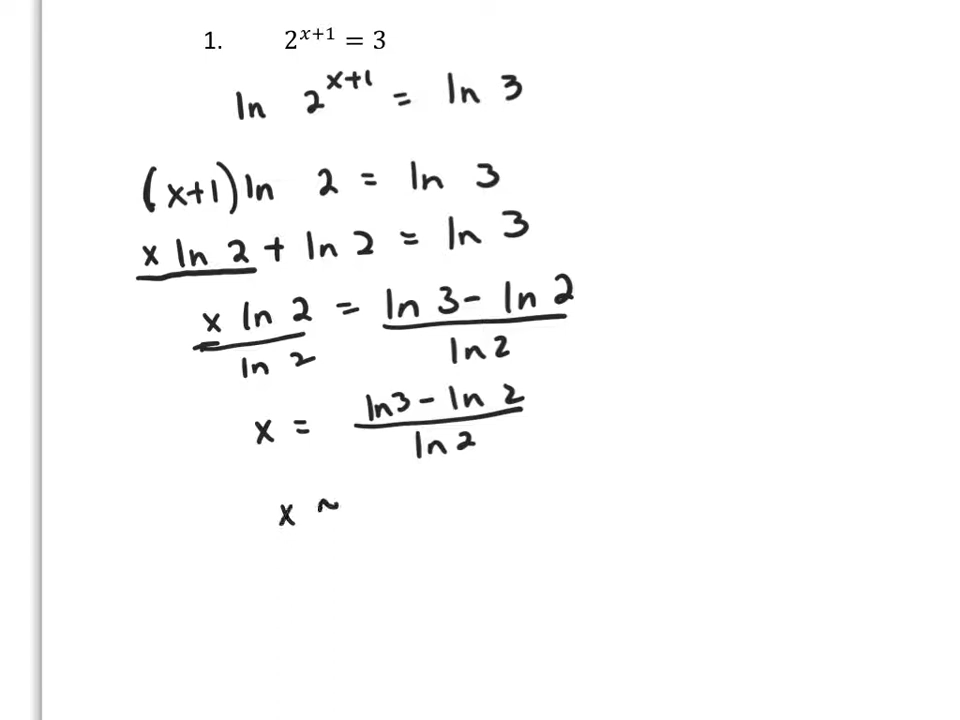 1. 2^{x+1} = 3
ln 2^{x+1} = ln 3
(x+1) ln 2 = ln 3
x ln 2 + ln 2 = ln 3
x ln 2 = ln 3 - ln 2
ln 2 ln 2
x = ln3 - ln 2
ln 2
x ~